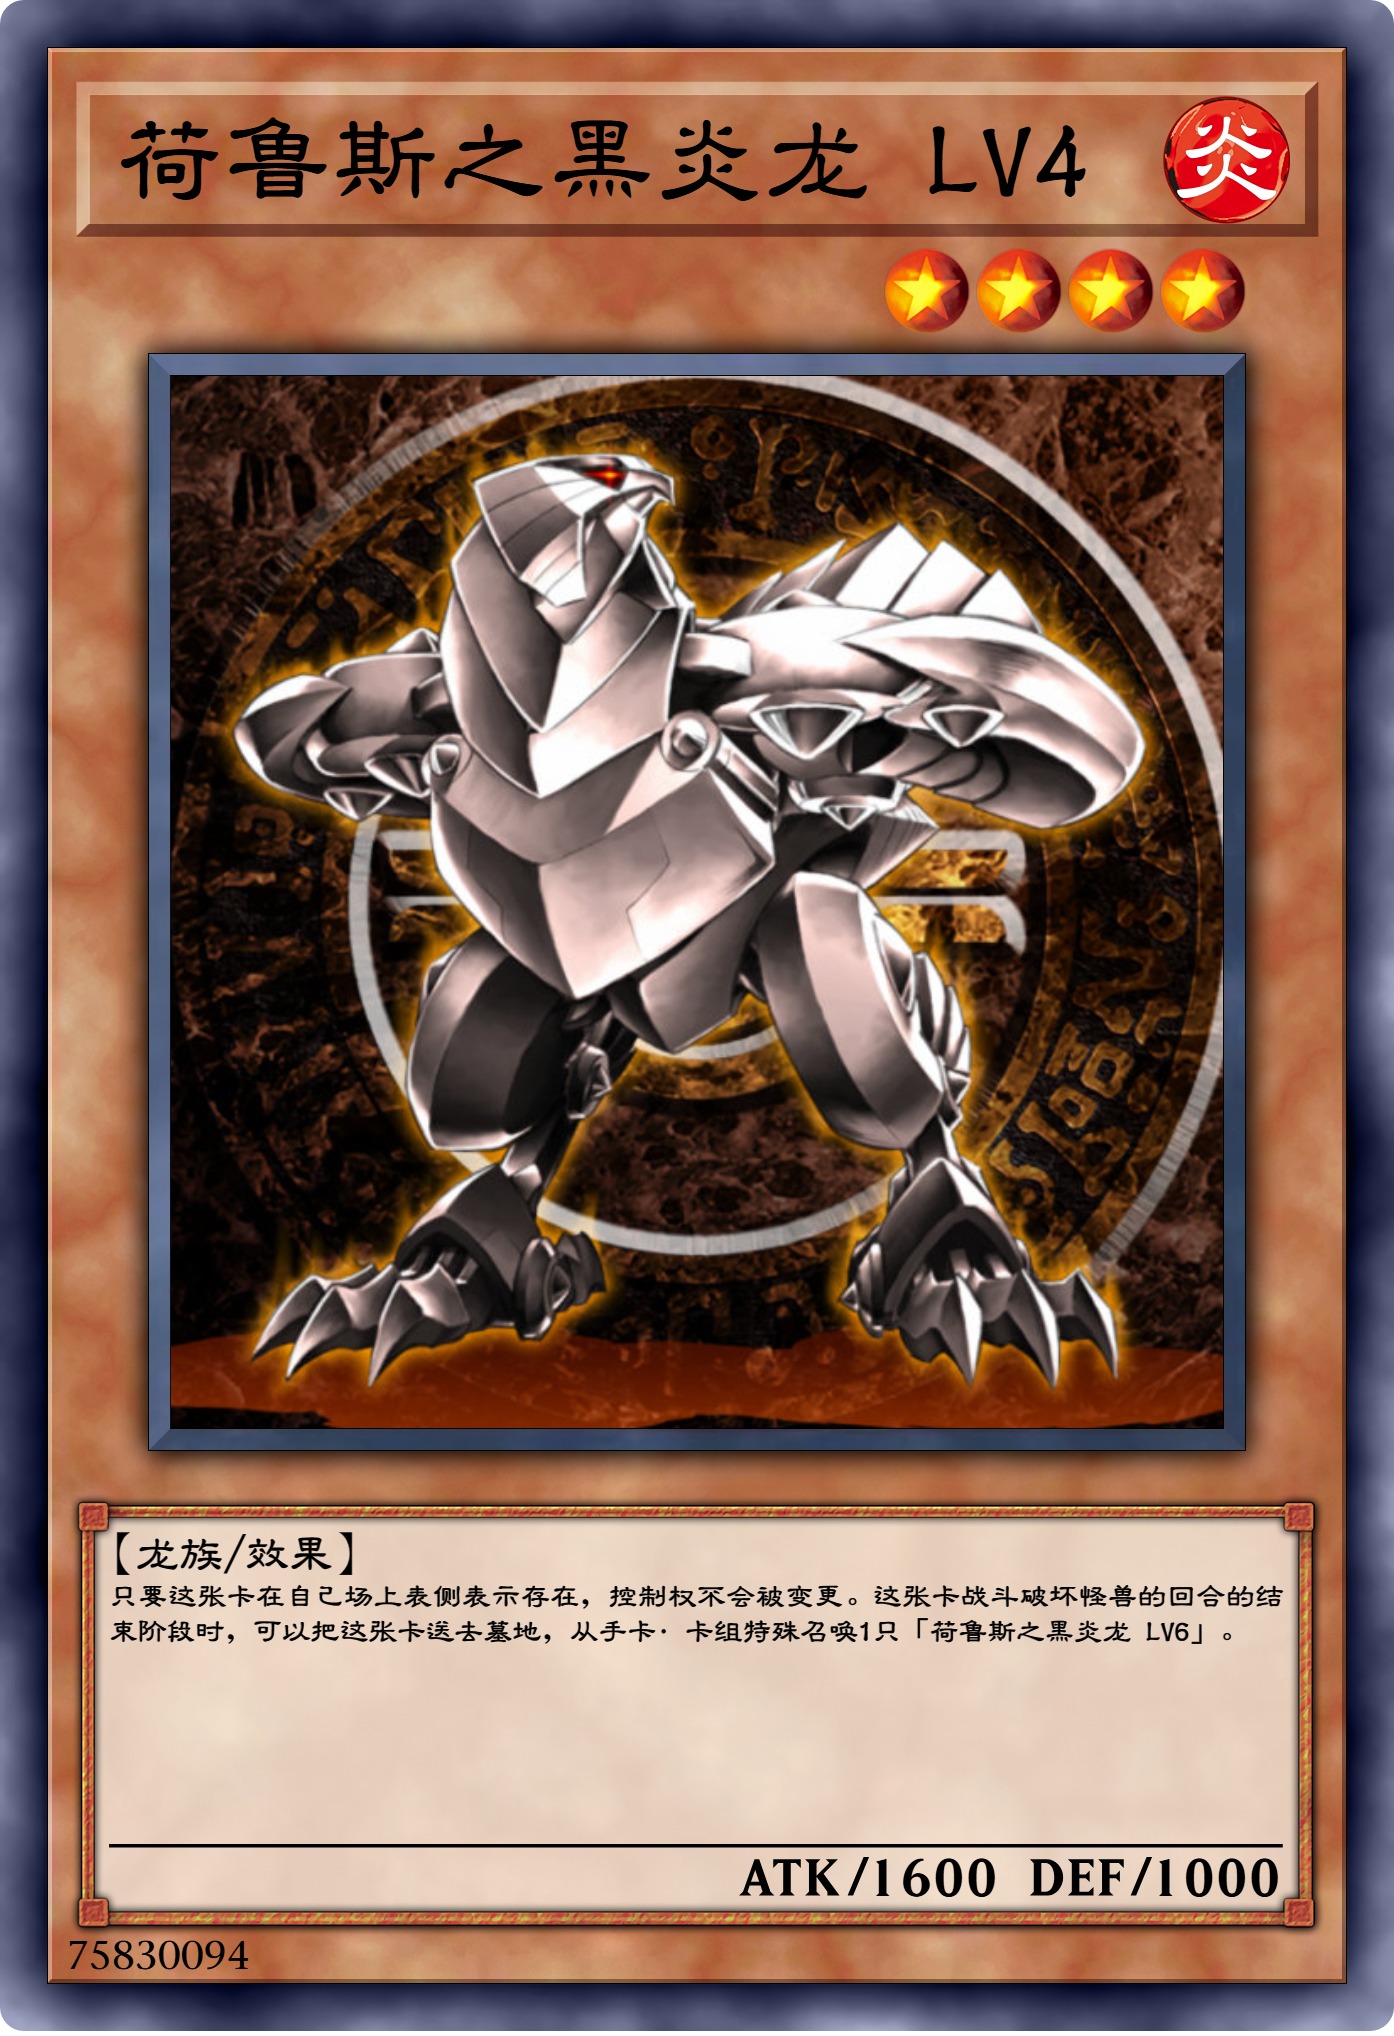 荷鲁斯之黑炎龙 LV4
炎
【龙族/效果】
只要这张卡在自己场上表侧表示存在，控制权不会被变更。这张卡战斗破坏怪兽的回合的结
束阶段时，可以把这张卡送去墓地，从手卡·卡组特殊召唤1只「荷鲁斯之黑炎龙 LV6」。
ATK/1600 DEF/1000
75830094